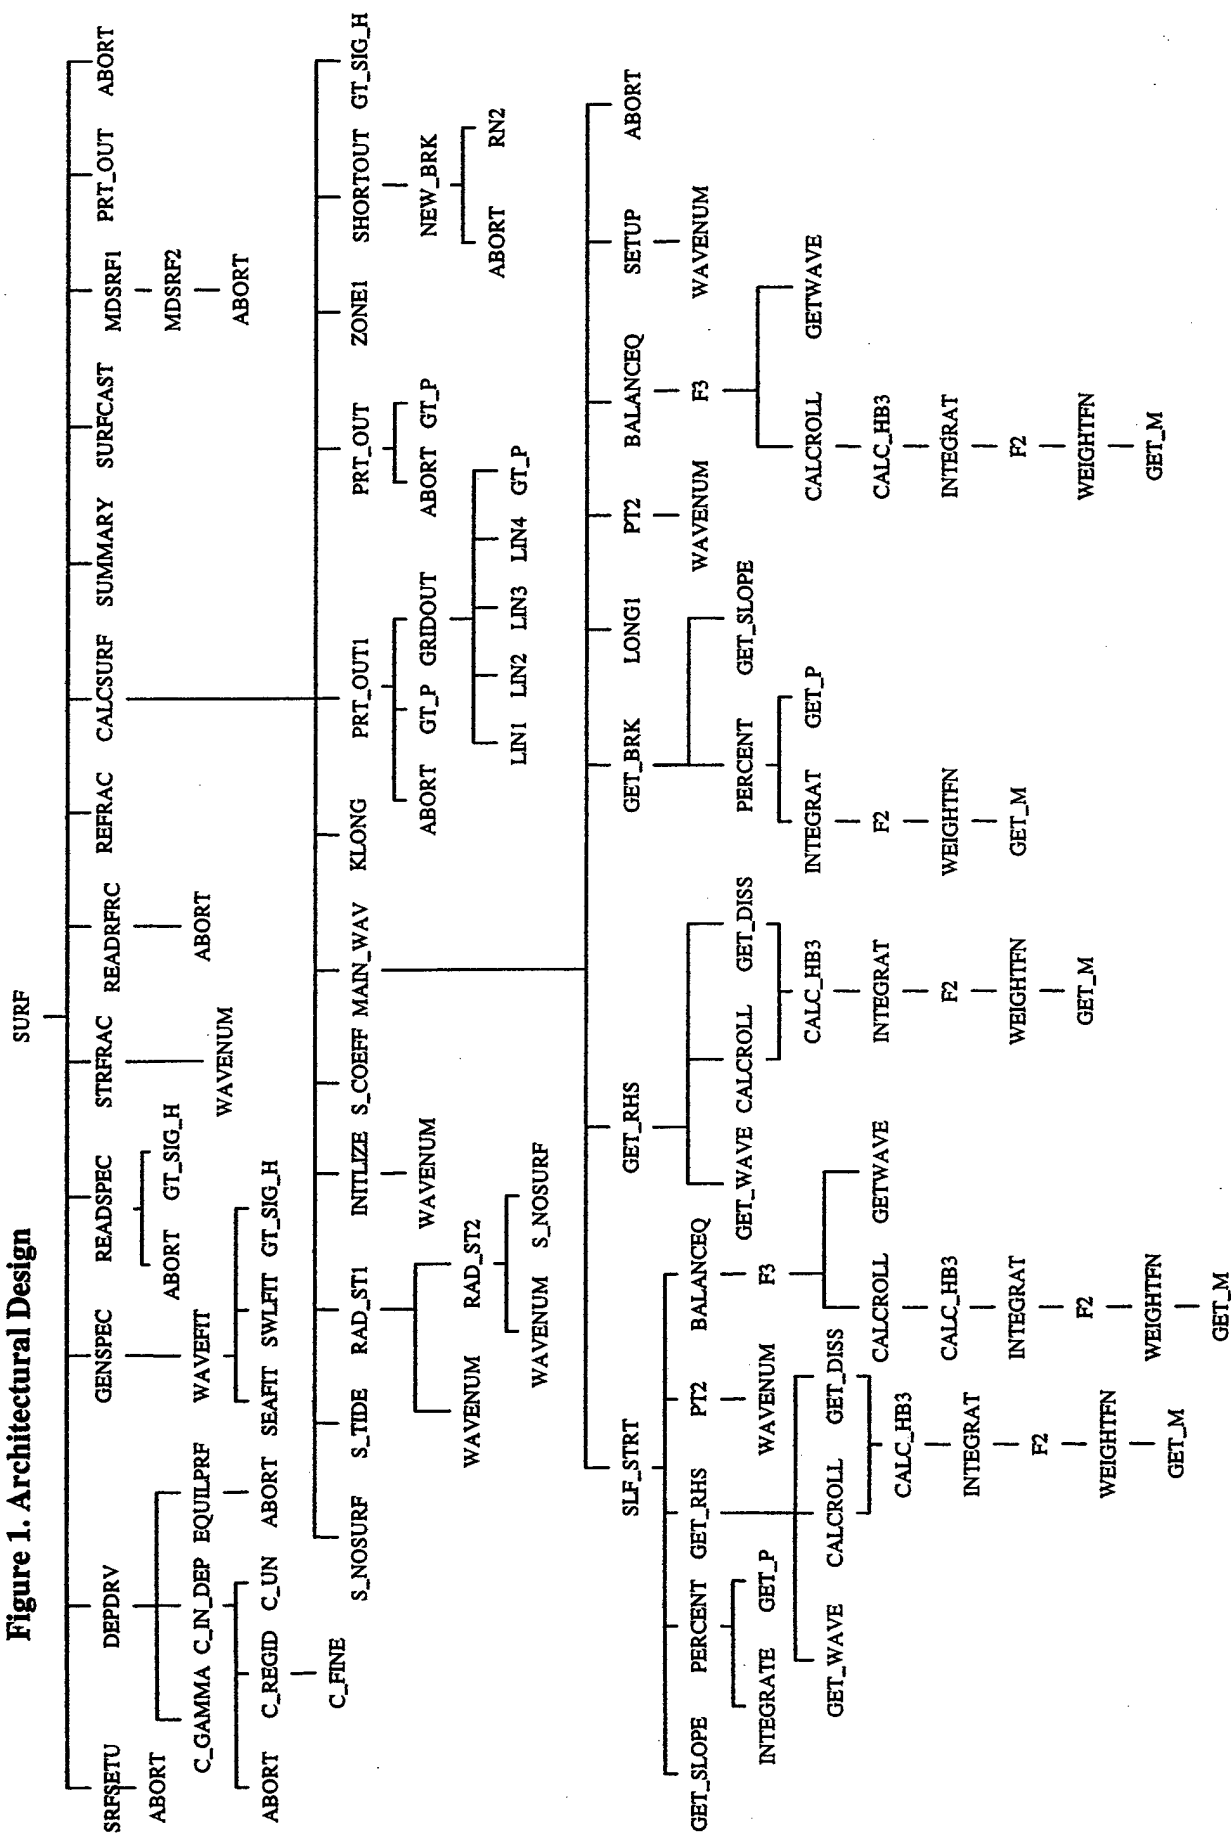 Figure 1. Architectural Design
SURF
SRFSETU DEPDRV GENSPEC READSPEC STRFRAC READRFRC REFRAC CALCSURF SUMMARY SURFCAST MDSRF1 PRT_OUT ABORT
ABORT
ABORT GT_SIG_H
MDSRF2
C_GAMMA C_IN_DEP EQUILPRF
WAVEFIT
WAVENUM
ABORT
ABORT
ABORT C_REGID C_UN ABORT SEAFIT SWLFIT GT_SIG_H
C_FINE
S_NOSURF S_TIDE RAD_ST1 INITLIZE S_COEFF MAIN_WAV KLONG PRT_OUT1 PRT_OUT ZONE1 SHORTOUT GT_SIG_H
WAVENUM
ABORT GT_P GRIDOUT
ABORT GT_P
NEW_BRK
WAVENUM RAD_ST2
ABORT RN2
LIN1 LIN2 LIN3 LIN4 GT_P
WAVENUM S_NOSURF
SLF_STRT GET_RHS GET_BRK LONG1 PT2 BALANCEQ SETUP ABORT
GET_SLOPE PERCENT GET_RHS PT2 BALANCEQ
WAVENUM F3 WAVENUM
GET_WAVE CALCROLL GET_DISS
PERCENT GET_SLOPE
INTEGRATE GET_P
WAVENUM F3
CALC_HB3
INTEGRAT GET_P
CALCROLL GETWAVE
GET_WAVE CALCROLL GET_DISS
INTEGRAT
F2
CALC_HB3
CALCROLL GETWAVE
CALC_HB3
F2
WEIGHTFN
INTEGRAT
CALC_HB3
INTEGRAT
WEIGHTFN
GET_M
F2
INTEGRAT
F2
GET_M
WEIGHTFN
F2
WEIGHTFN
GET_M
WEIGHTFN
GET_M
GET_M